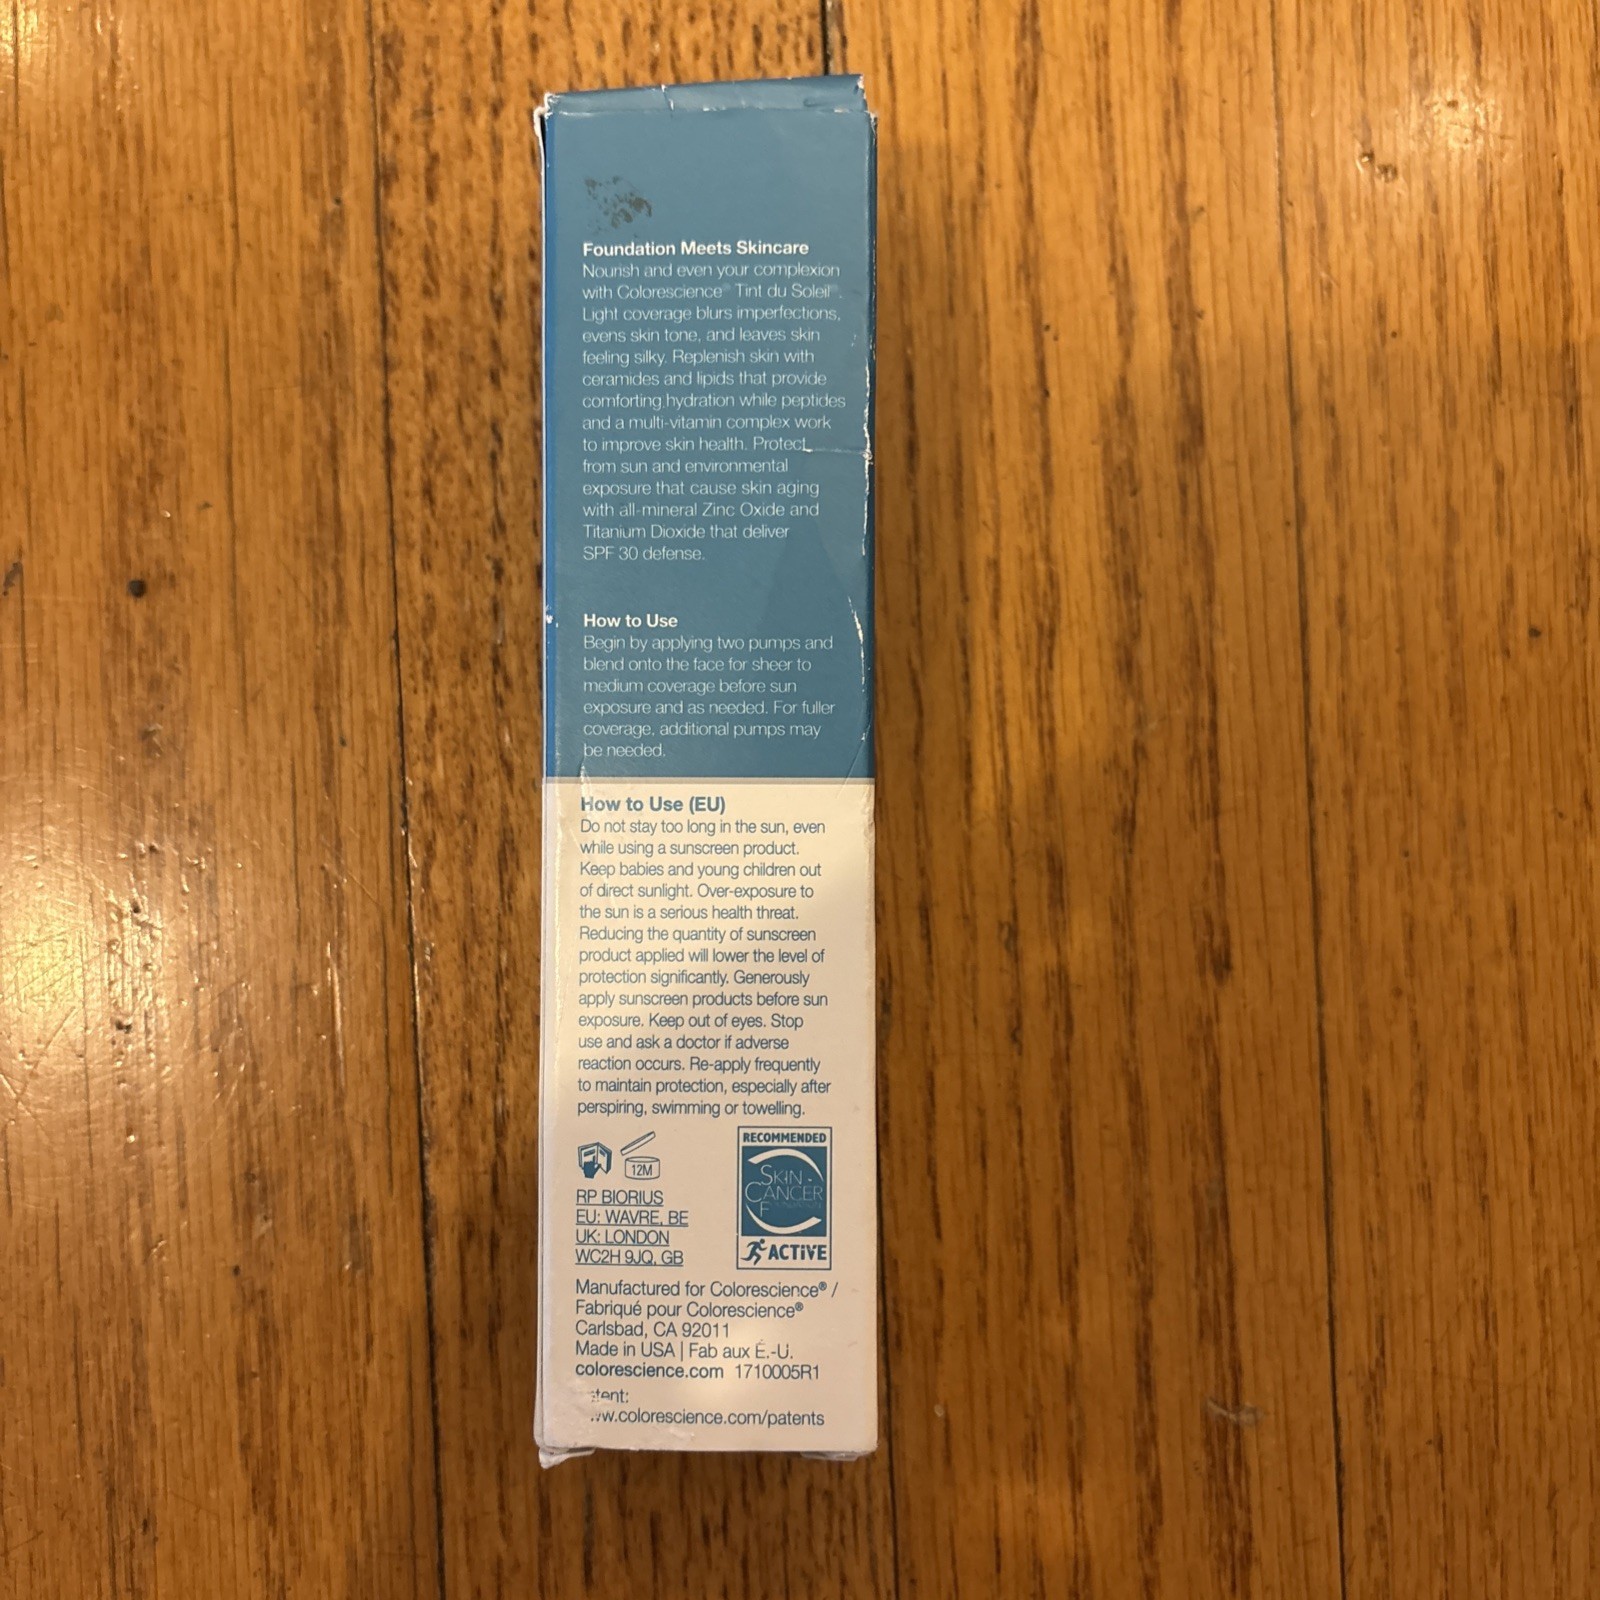 Foundation Meets Skincare
Nourish and even your complexion
with Colorescience® Tint du Soleil®.
Light coverage blurs imperfections,
evens skin tone, and leaves skin
feeling silky. Replenish skin with
ceramides and lipids that provide
comforting hydration while peptides
and a multi-vitamin complex work
to improve skin health. Protect
from sun and environmental
exposure that cause skin aging
with all-mineral Zinc Oxide and
Titanium Dioxide that deliver
SPF 30 defense.
How to Use
Begin by applying two pumps and
blend onto the face for sheer to
medium coverage before sun
exposure and as needed. For fuller
coverage, additional pumps may
be needed.
How to Use (EU)
Do not stay too long in the sun, even
while using a sunscreen product.
Keep babies and young children out
of direct sunlight. Over-exposure to
the sun is a serious health threat.
Reducing the quantity of sunscreen
product applied will lower the level of
protection significantly. Generously
apply sunscreen products before sun
exposure. Keep out of eyes. Stop
use and ask a doctor if adverse
reaction occurs. Re-apply frequently
to maintain protection, especially after
perspiring, swimming or towelling.
12M
RP BIORIUS
EU: WAVRE, BE
UK: LONDON
WC2H 9JQ, GB
RECOMMENDED
SKIN
CANCER
ACTIVE
Manufactured for Colorescience® /
Fabriqué pour Colorescience®
Carlsbad, CA 92011
Made in USA | Fab aux É.-U.
colorescience.com 1710005R1
tent:
w.colorescience.com/patents